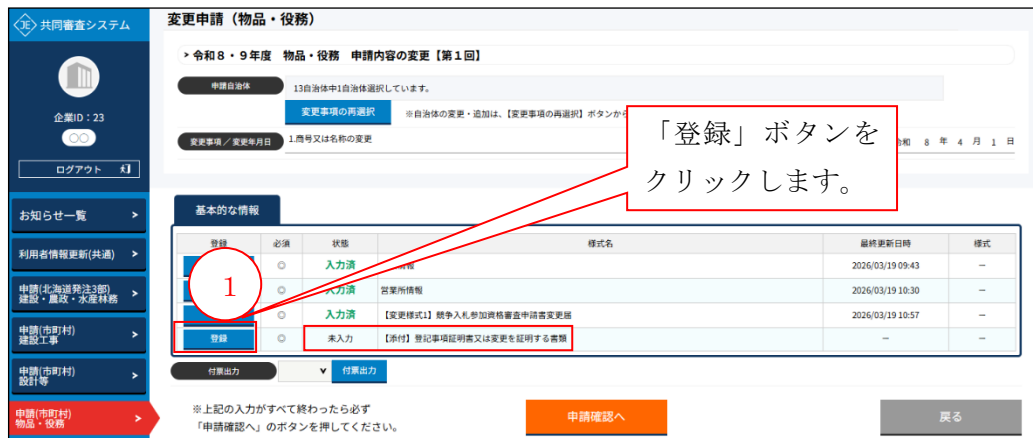 JE 共同審査システム
企業ID:23
○○
ログアウト
お知らせ一覧 >
利用者情報更新(共通) >
申請(北海道発注3部)
建設・農政・水産林務 >
申請(市町村)
建設工事 >
申請(市町村)
設計等 >
申請(市町村)
物品・役務 >
変更申請(物品・役務)
> 令和8・9年度 物品・役務 申請内容の変更【第1回】
申請自治体 13自治体中1自治体選択しています。
変更事項の再選択 ※自治体の変更・追加は、【変更事項の再選択】ボタンから
変更事項/変更年月日 1.商号又は名称の変更 8 年 4 月 1 日
「登録」ボタンを
クリックします。
基本的な情報
登録 必須 状態 様式名 最終更新日時 様式
◎ 入力済 2026/03/19 09:43 −
◎ 入力済 営業所情報 2026/03/19 10:30 −
◎ 入力済 【変更様式1】競争入札参加資格審査申請書変更届 2026/03/19 10:57 −
登録 ◎ 未入力 【添付】登記事項証明書又は変更を証明する書類 − −
1
付票出力 付票出力
※上記の入力がすべて終わったら必ず
「申請確認へ」のボタンを押してください。
申請確認へ
戻る